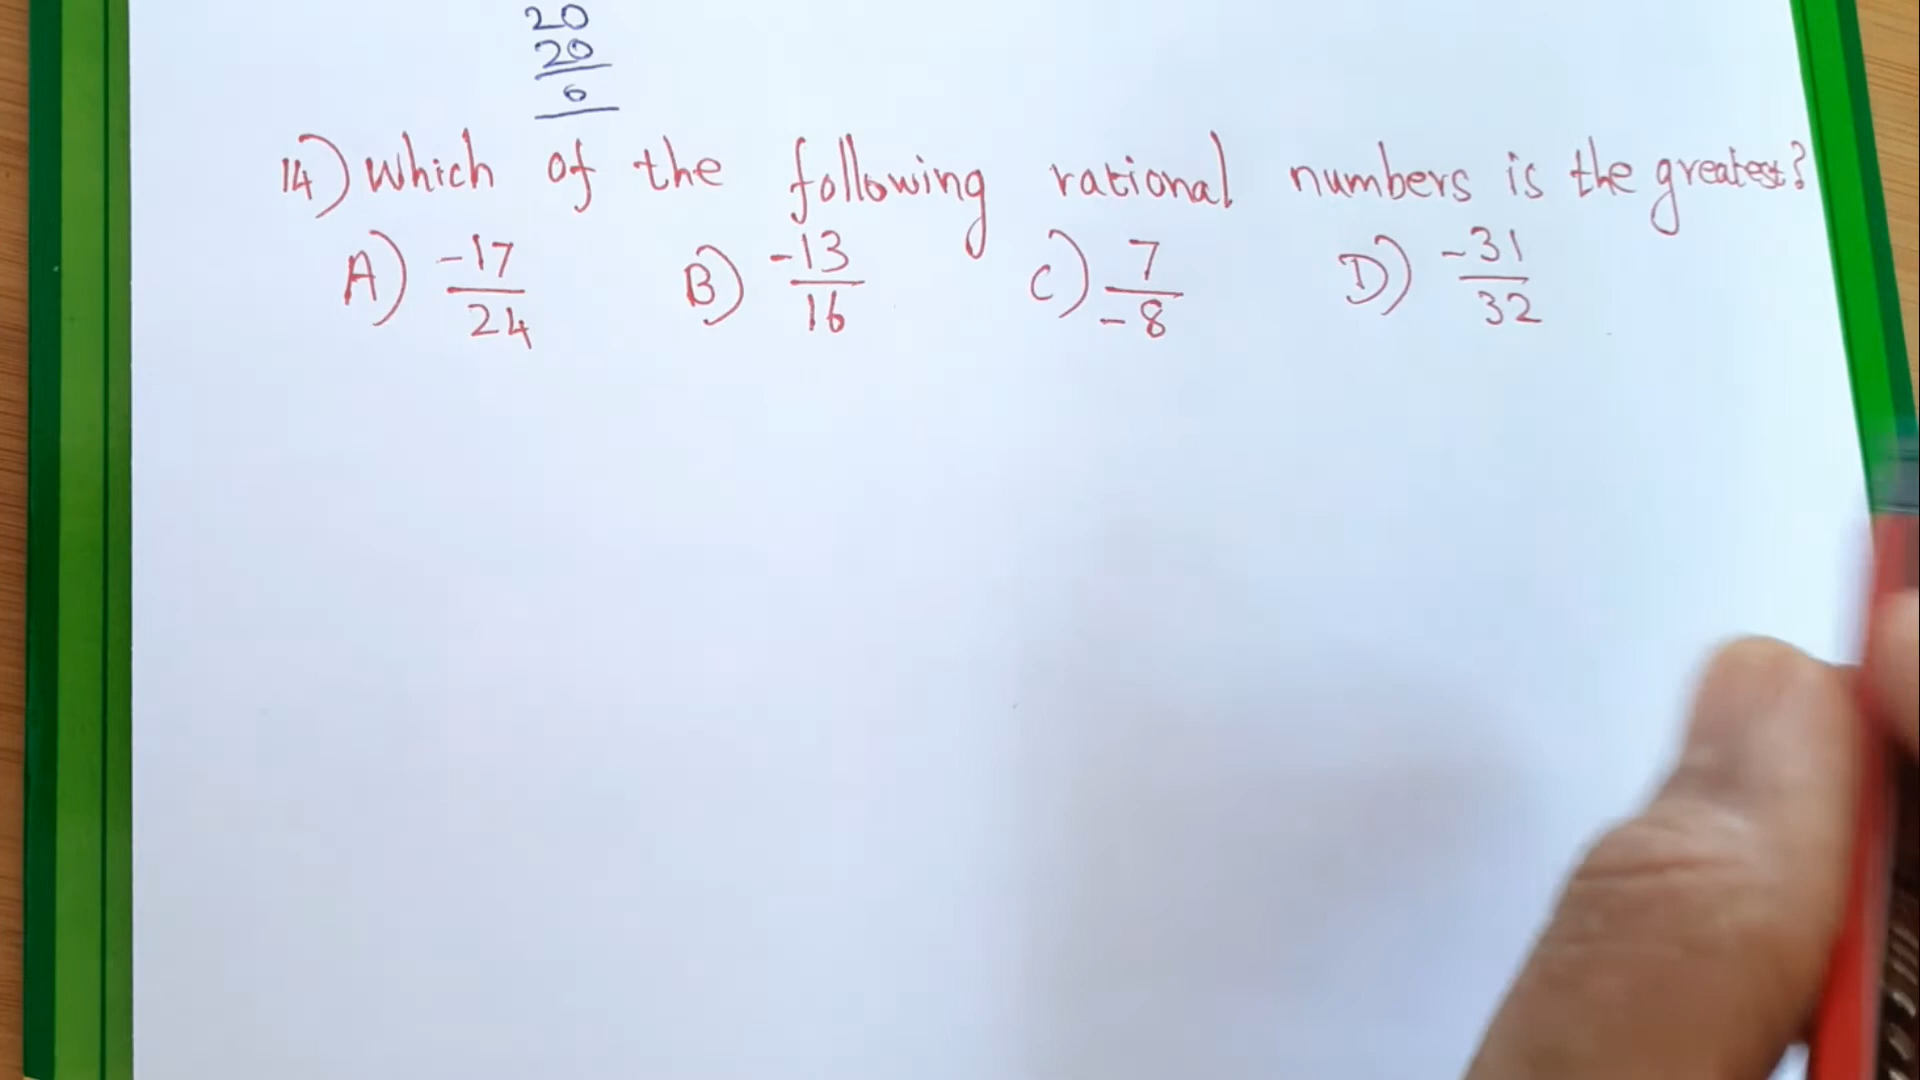 20
20
0
14) Which of the following rational numbers is the greatest?
A) -17/24 B) -13/16 C) 7/-8 D) -31/32